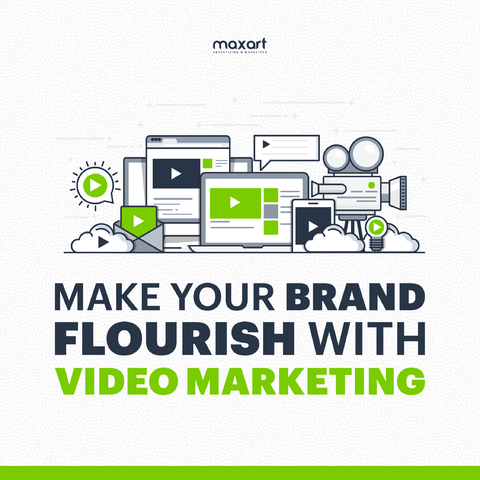 maxart
ADVERTISING & MARKETING
MAKE YOUR BRAND
FLOURISH WITH
VIDEO MARKETING